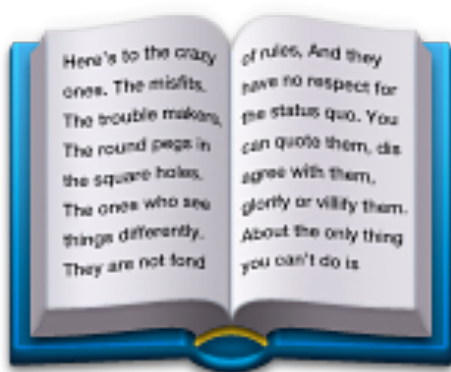 Here's to the crazy
ones. The misfits.
The trouble makers,
The round pegs in
the square holes,
The ones who see
things differently.
They are not fond
of rules, And they
have no respect for
the status quo. You
can quote them, dis
agree with them,
glorify or villify them.
About the only thing
you can't do is